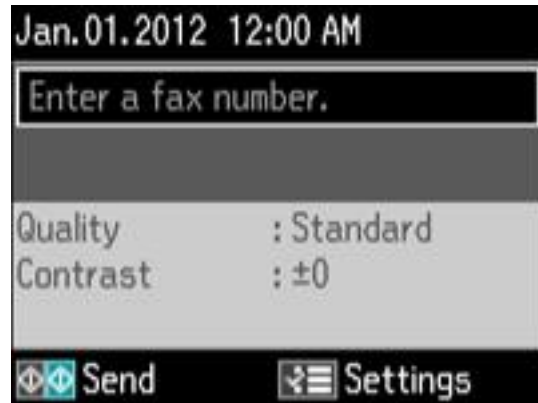 Jan.01.2012 12:00 AM
Enter a fax number.
Quality : Standard
Contrast : ±0
Send Settings